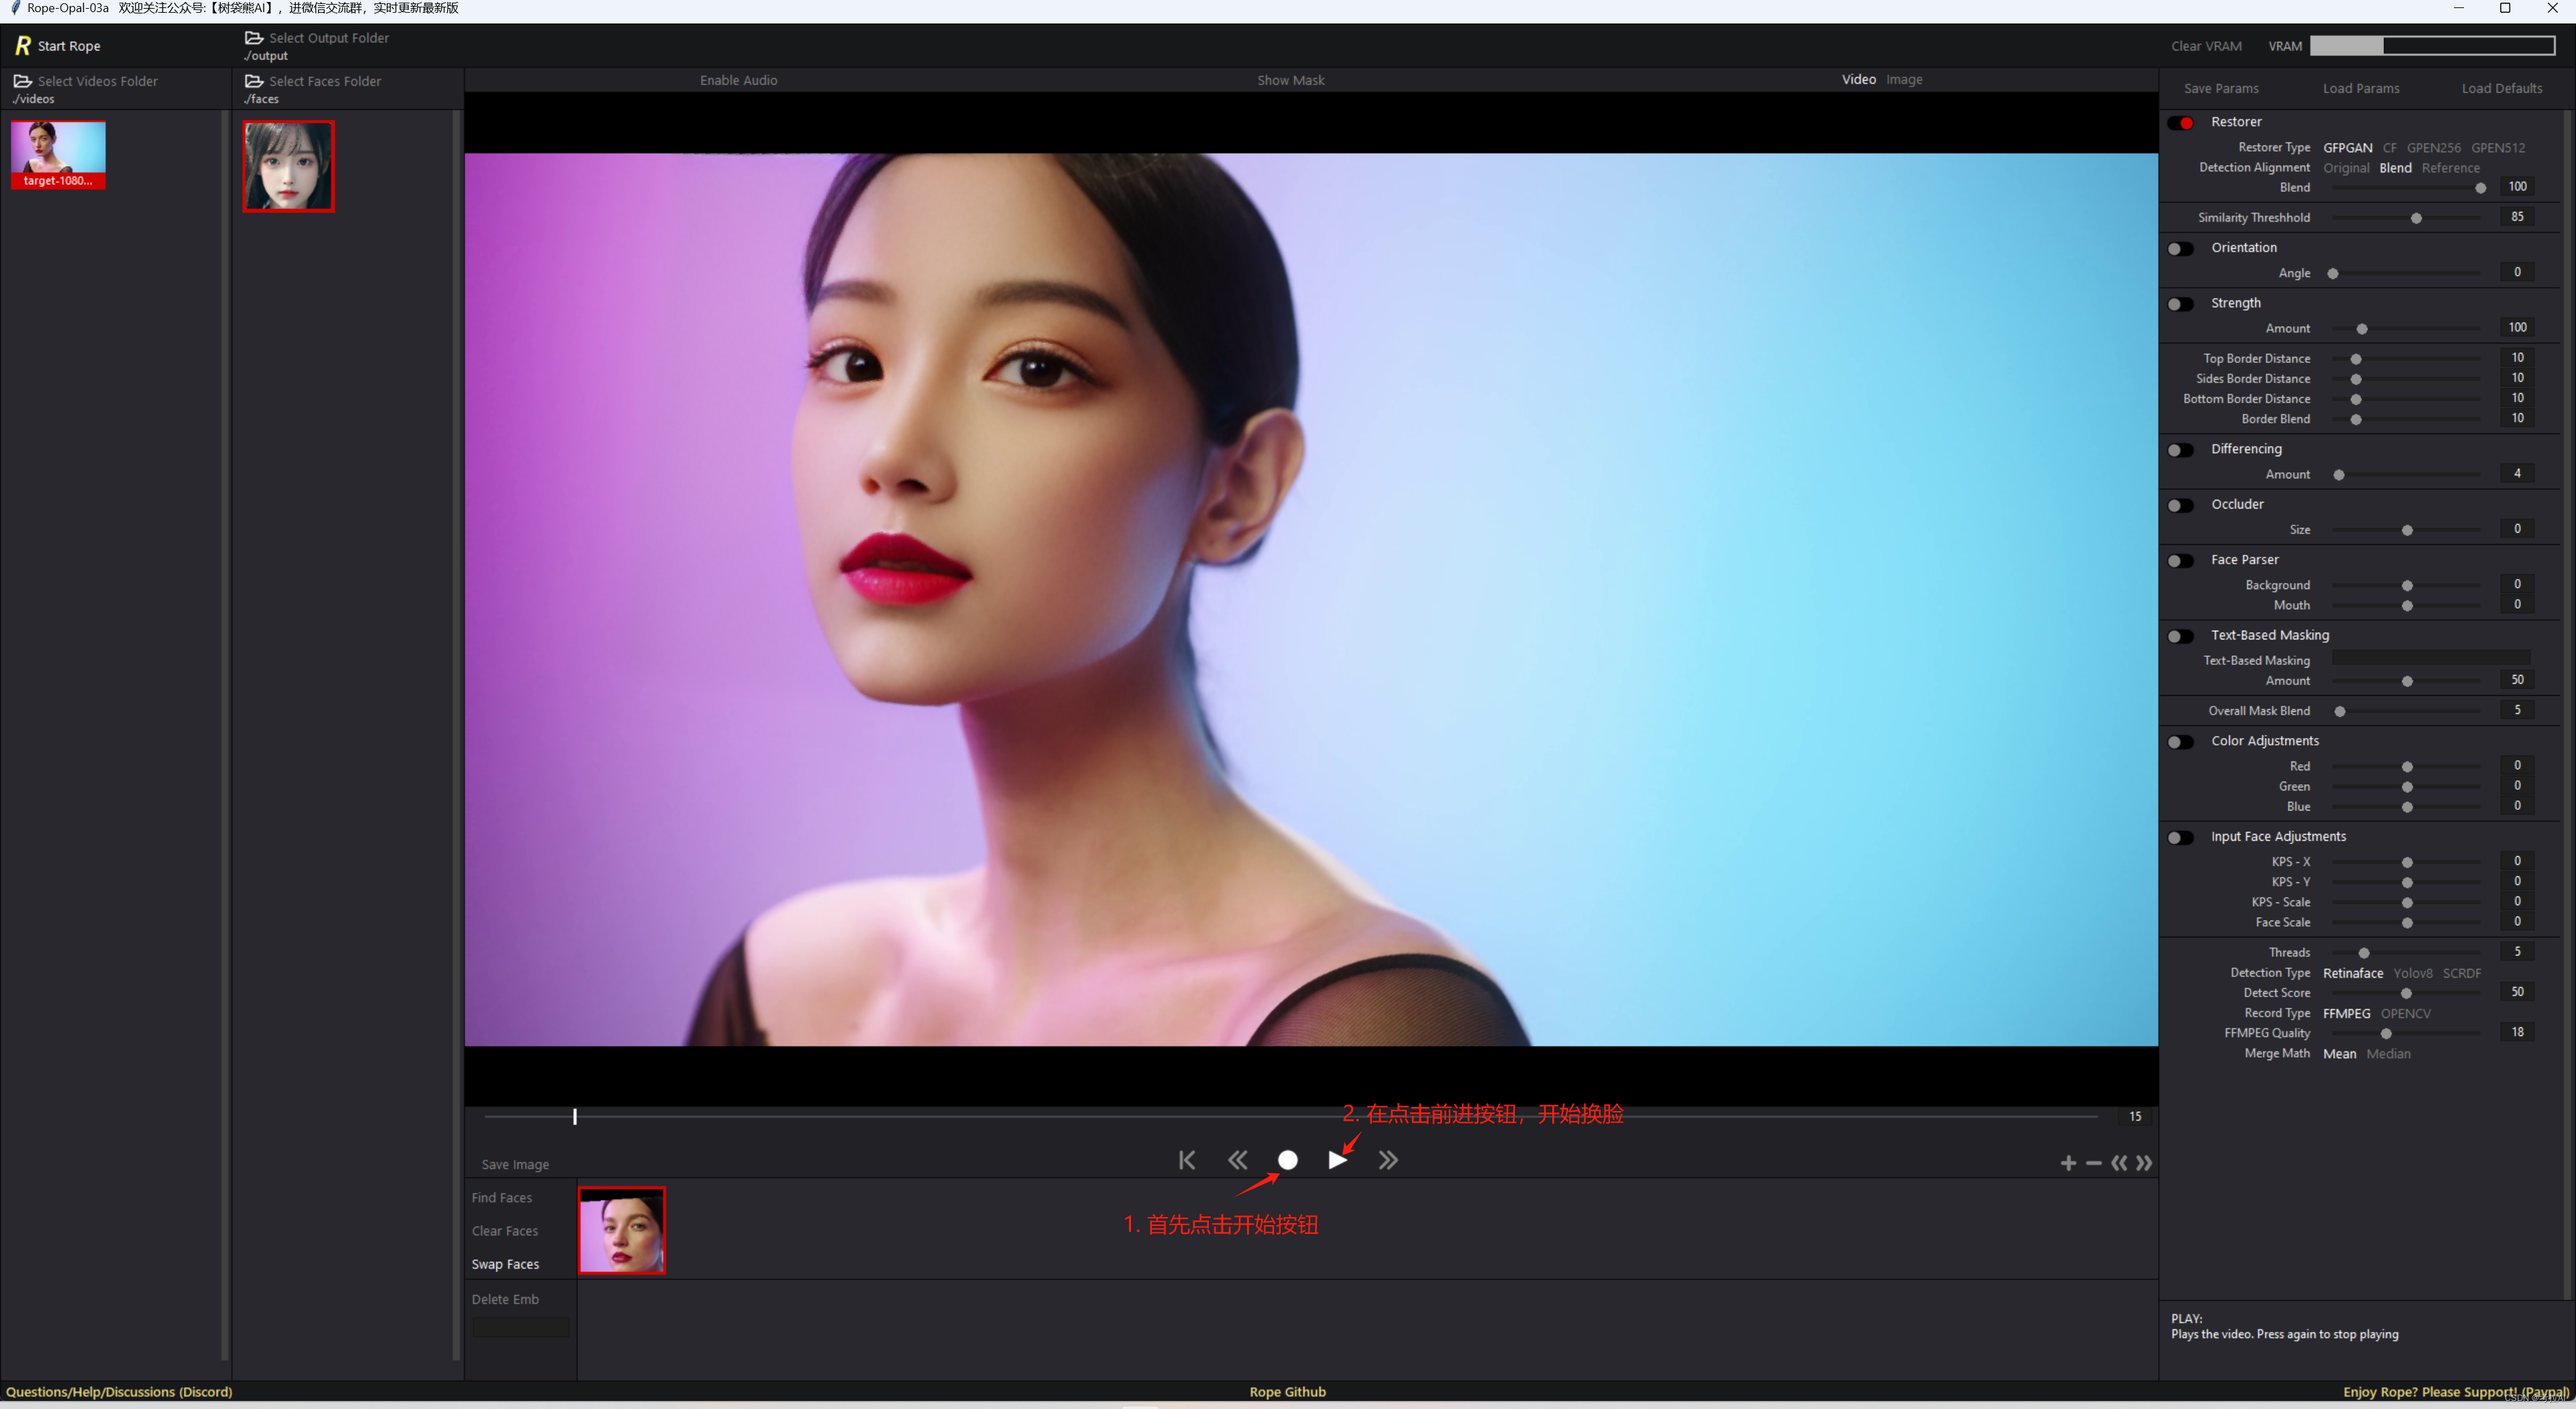 Rope-Opal-03a 欢迎关注公众号:【树袋熊AI】，进微信交流群，实时更新最新版
R Start Rope
Select Output Folder
./output
Clear VRAM VRAM
Select Videos Folder
./videos
Select Faces Folder
./faces
Enable Audio Show Mask Video Image
Save Params Load Params Load Defaults
target-1080...
Restorer
Restorer Type GFPGAN CF GPEN256 GPEN512
Detection Alignment Original Blend Reference
Blend 100
Similarity Threshhold 85
Orientation
Angle 0
Strength
Amount 100
Top Border Distance 10
Sides Border Distance 10
Bottom Border Distance 10
Border Blend 10
Differencing
Amount 4
Occluder
Size 0
Face Parser
Background 0
Mouth 0
Text-Based Masking
Text-Based Masking
Amount 50
Overall Mask Blend 5
Color Adjustments
Red 0
Green 0
Blue 0
Input Face Adjustments
KPS - X 0
KPS - Y 0
KPS - Scale 0
Face Scale 0
Threads 5
Detection Type Retinaface Yolov8 SCRDF
Detect Score 50
Record Type FFMPEG OPENCV
FFMPEG Quality 18
Merge Math Mean Median
2. 在点击前进按钮，开始换脸
15
Save Image
1. 首先点击开始按钮
Find Faces
Clear Faces
Swap Faces
Delete Emb
PLAY:
Plays the video. Press again to stop playing
Questions/Help/Discussions (Discord) Rope Github Enjoy Rope? Please Support! (Paypal)